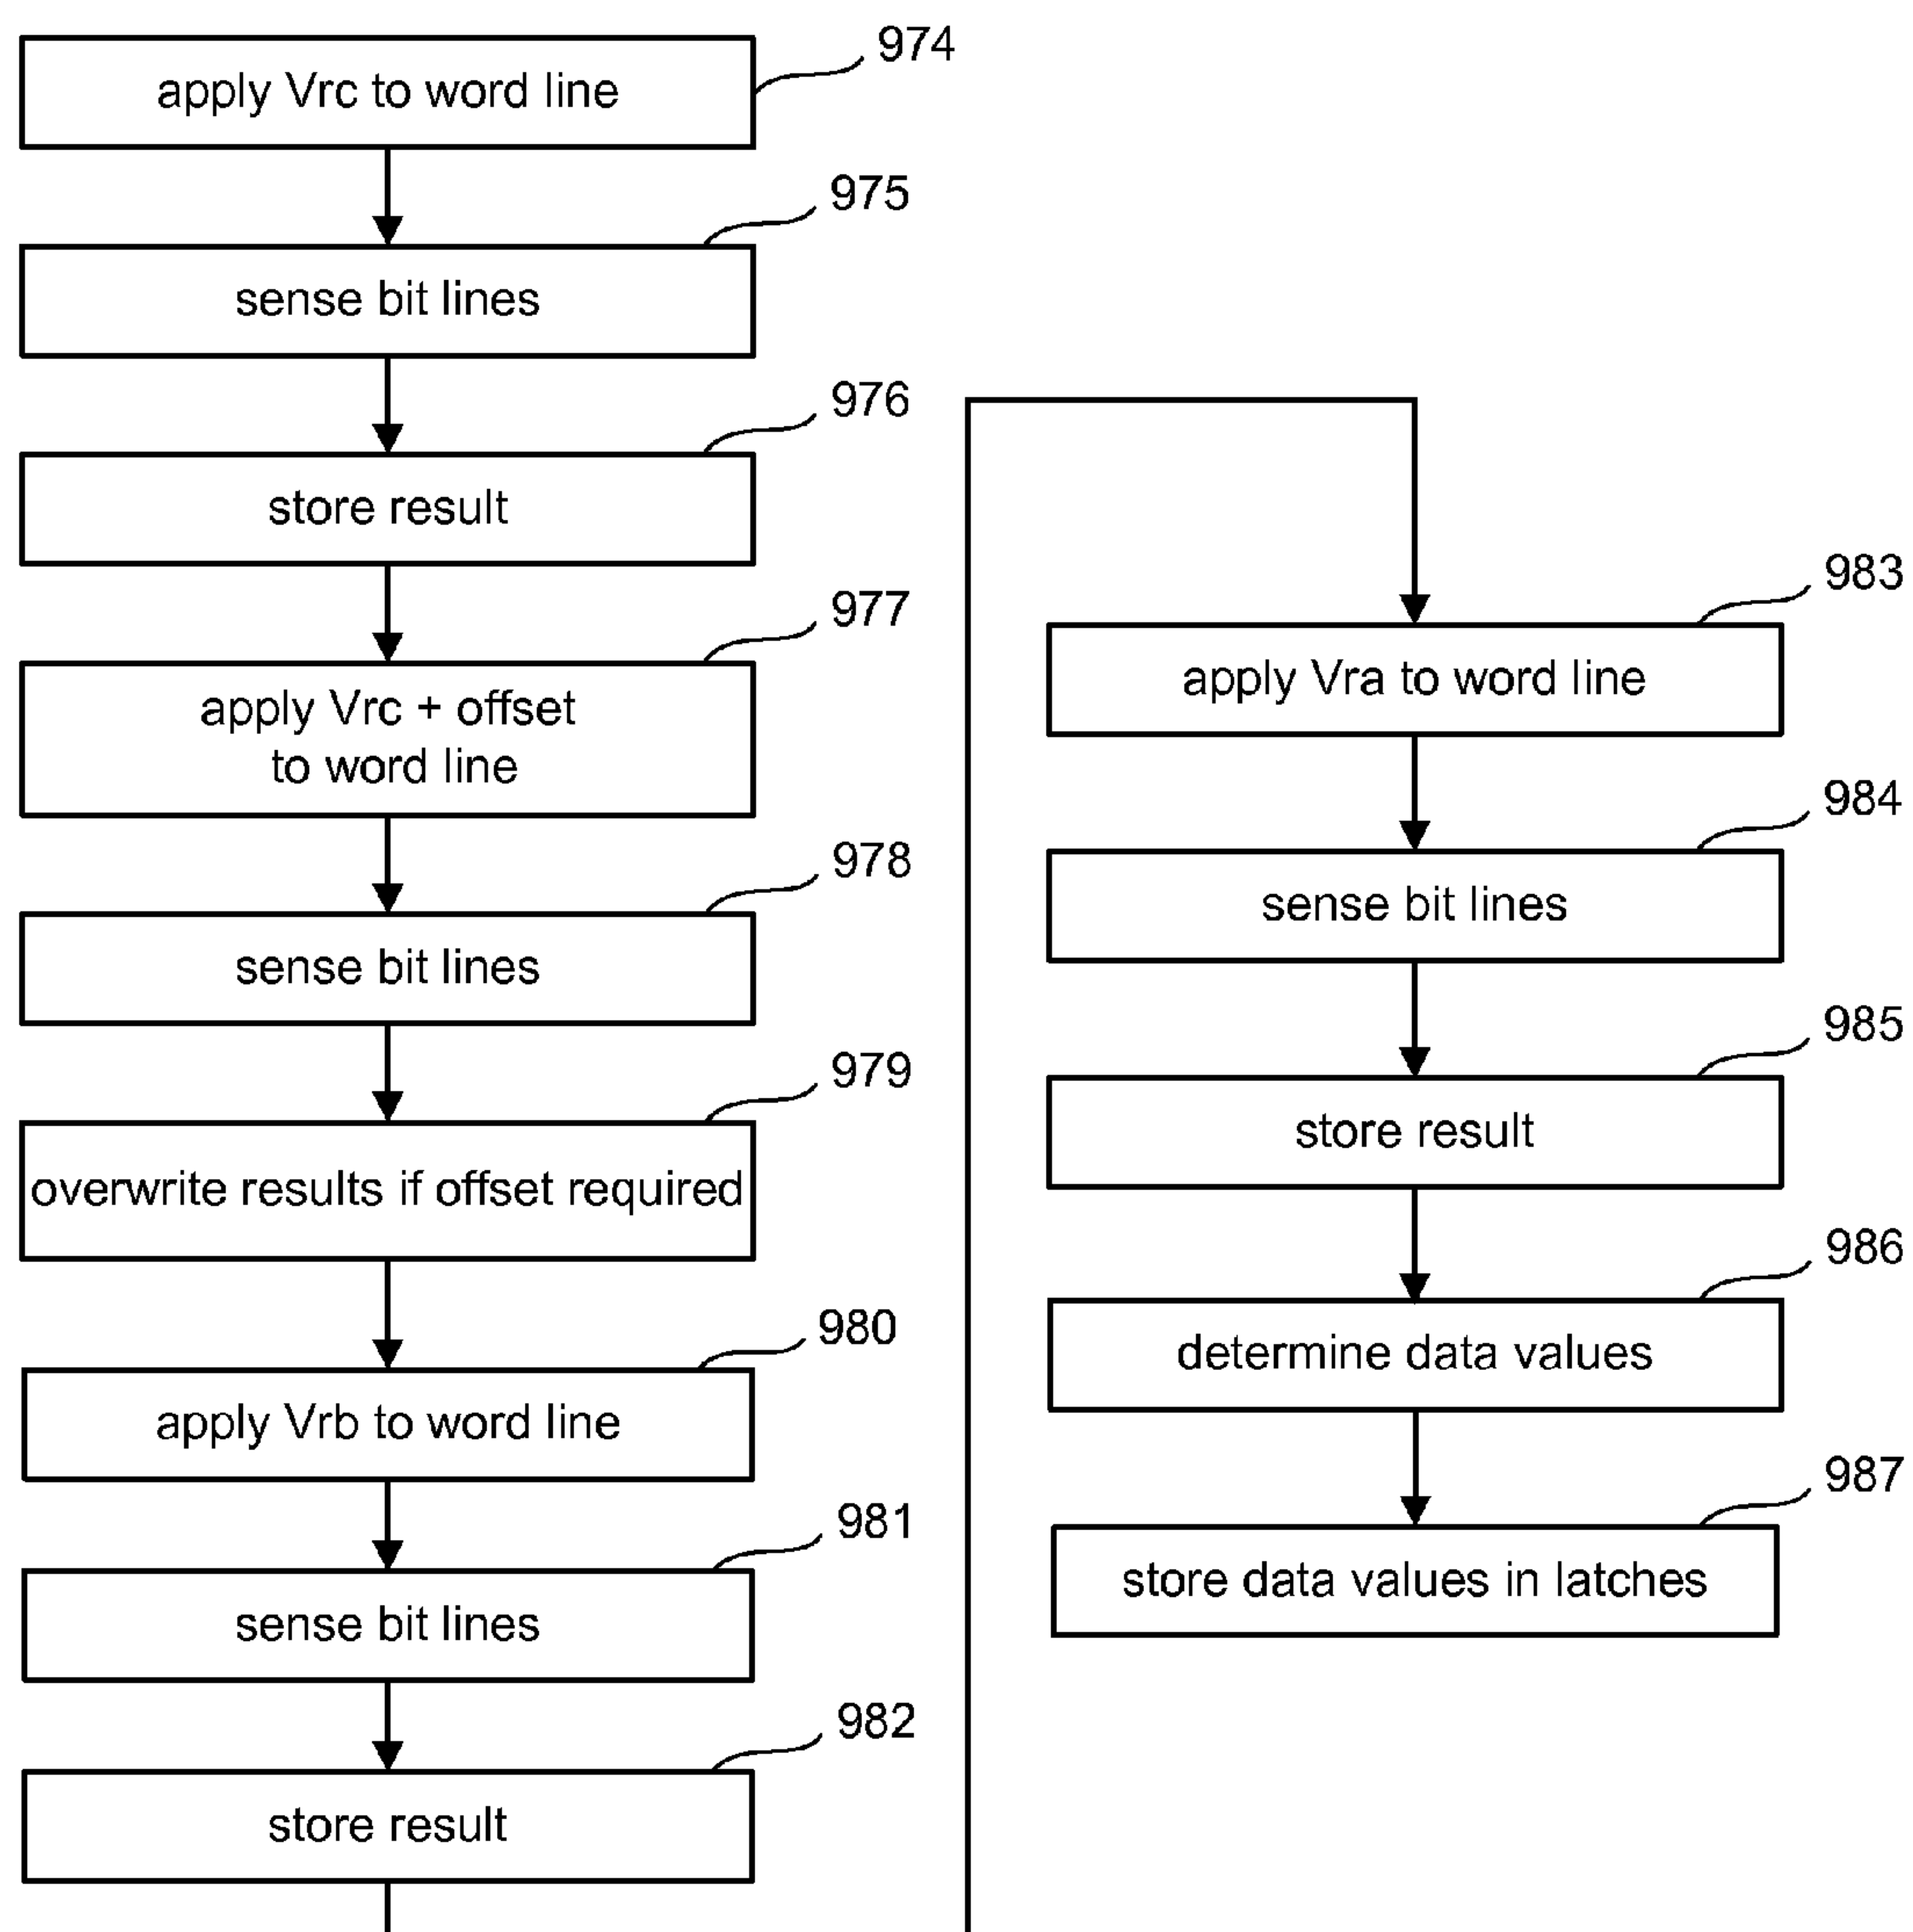 974
apply Vrc to word line
975
sense bit lines
976
store result
977
apply Vrc + offset
to word line
978
sense bit lines
979
overwrite results if offset required
980
apply Vrb to word line
981
sense bit lines
982
store result
983
apply Vra to word line
984
sense bit lines
985
store result
986
determine data values
987
store data values in latches